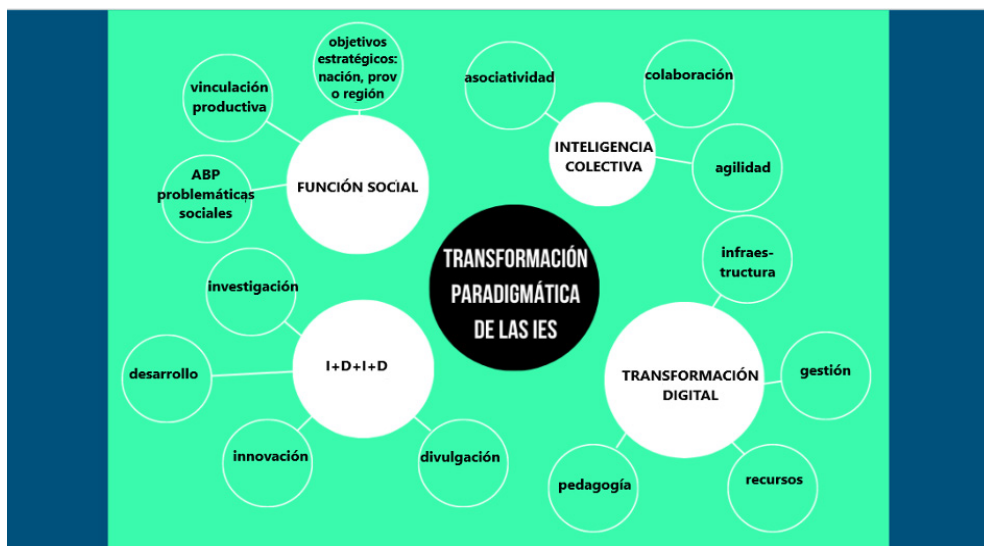 objetivos
estratégicos:
nación, prov
o región
vinculación
productiva
ABP
problemáticas
sociales
FUNCIÓN SOCIAL
asociatividad
colaboración
INTELIGENCIA
COLECTIVA
agilidad
TRANSFORMACIÓN
PARADIGMÁTICA
DE LAS IES
investigación
desarrollo
I+D+I+D
innovación
divulgación
infraes-
tructura
TRANSFORMACIÓN
DIGITAL
gestión
pedagogía
recursos